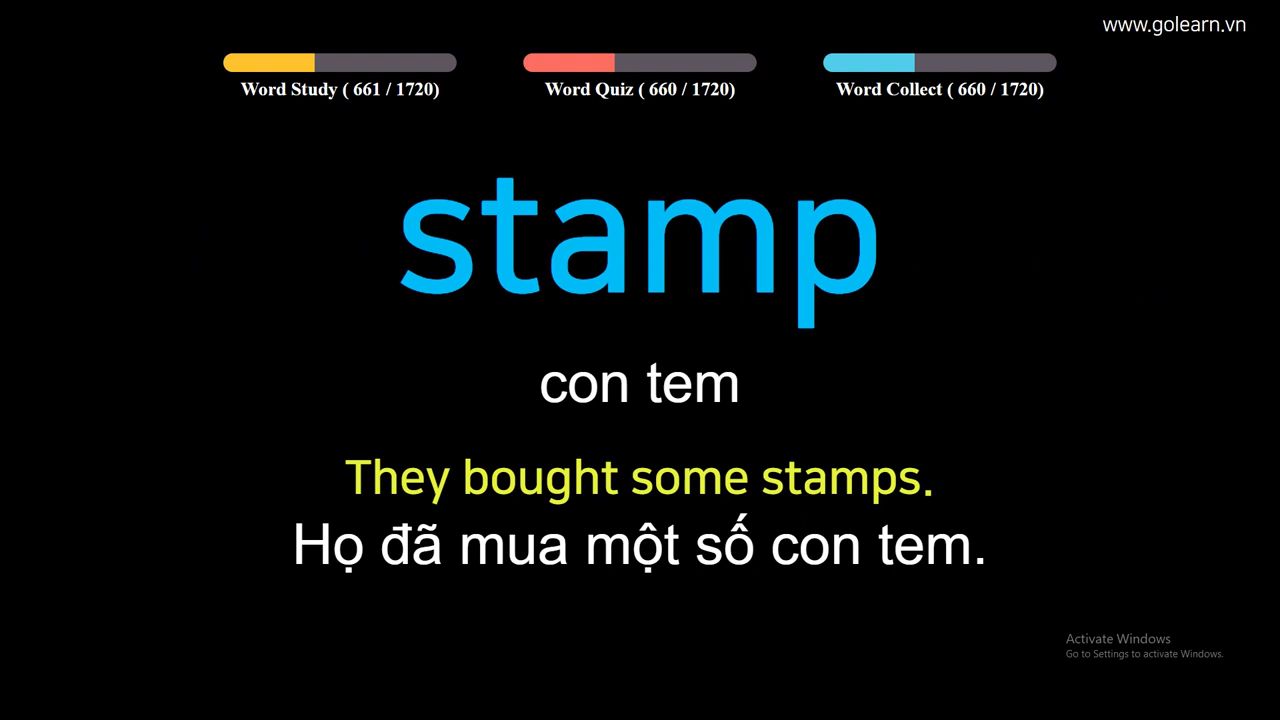 www.golearn.vn
Word Study ( 661 / 1720)
Word Quiz ( 660 / 1720)
Word Collect ( 660 / 1720)
stamp
con tem
They bought some stamps.
Họ đã mua một số con tem.
Activate Windows
Go to Settings to activate Windows.